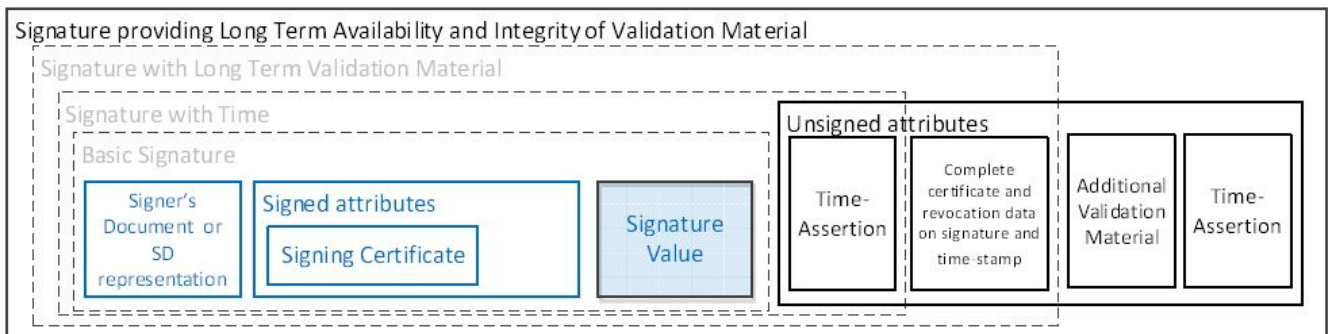 Signature providing Long Term Availability and Integrity of Validation Material
Signature with Long Term Validation Material
Signature with Time
Unsigned attributes
Basic Signature
Signer's
Document or
SD
representation
Signed attributes
Signing Certificate
Signature
Value
Time-
Assertion
Complete
certificate and
revocation data
on signature and
time-stamp
Additional
Validation
Material
Time-
Assertion